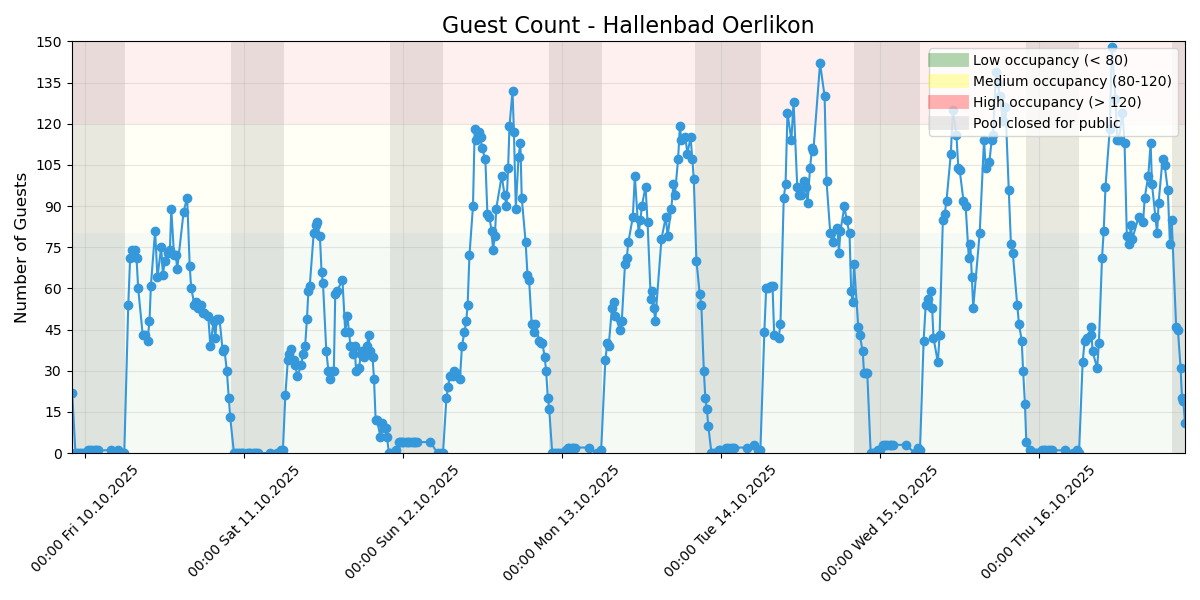 Guest Count - Hallenbad Oerlikon
Number of Guests
150
135
120
105
90
75
60
45
30
15
0
Low occupancy (< 80)
Medium occupancy (80-120)
High occupancy (> 120)
Pool closed for public
00:00 Fri 10.10.2025
00:00 Sat 11.10.2025
00:00 Sun 12.10.2025
00:00 Mon 13.10.2025
00:00 Tue 14.10.2025
00:00 Wed 15.10.2025
00:00 Thu 16.10.2025